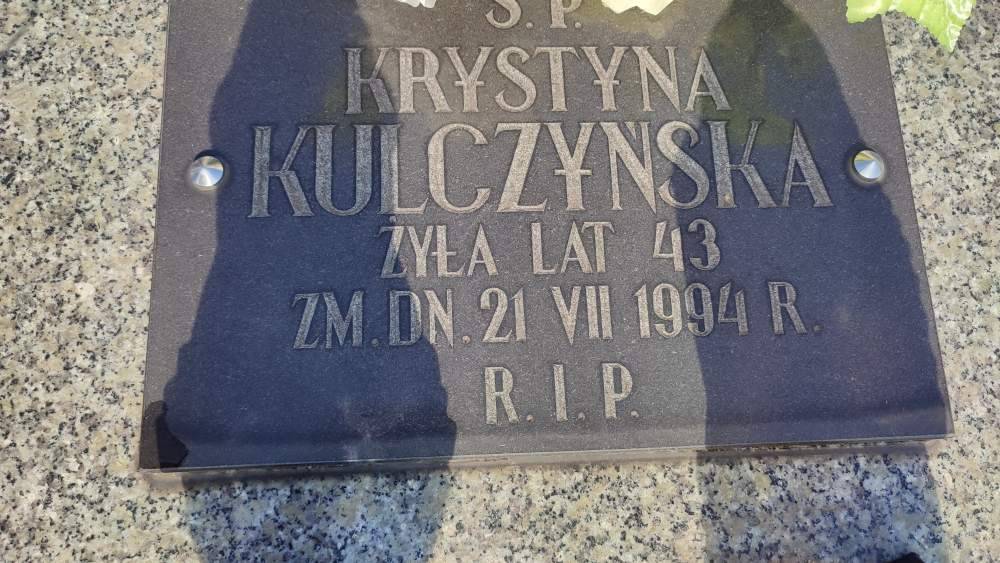 Ś.P.
KRYSTYNA
KULCZYŃSKA
ŻYŁA LAT 43
ZM. DN. 21 VII 1994 R.
R. I. P.